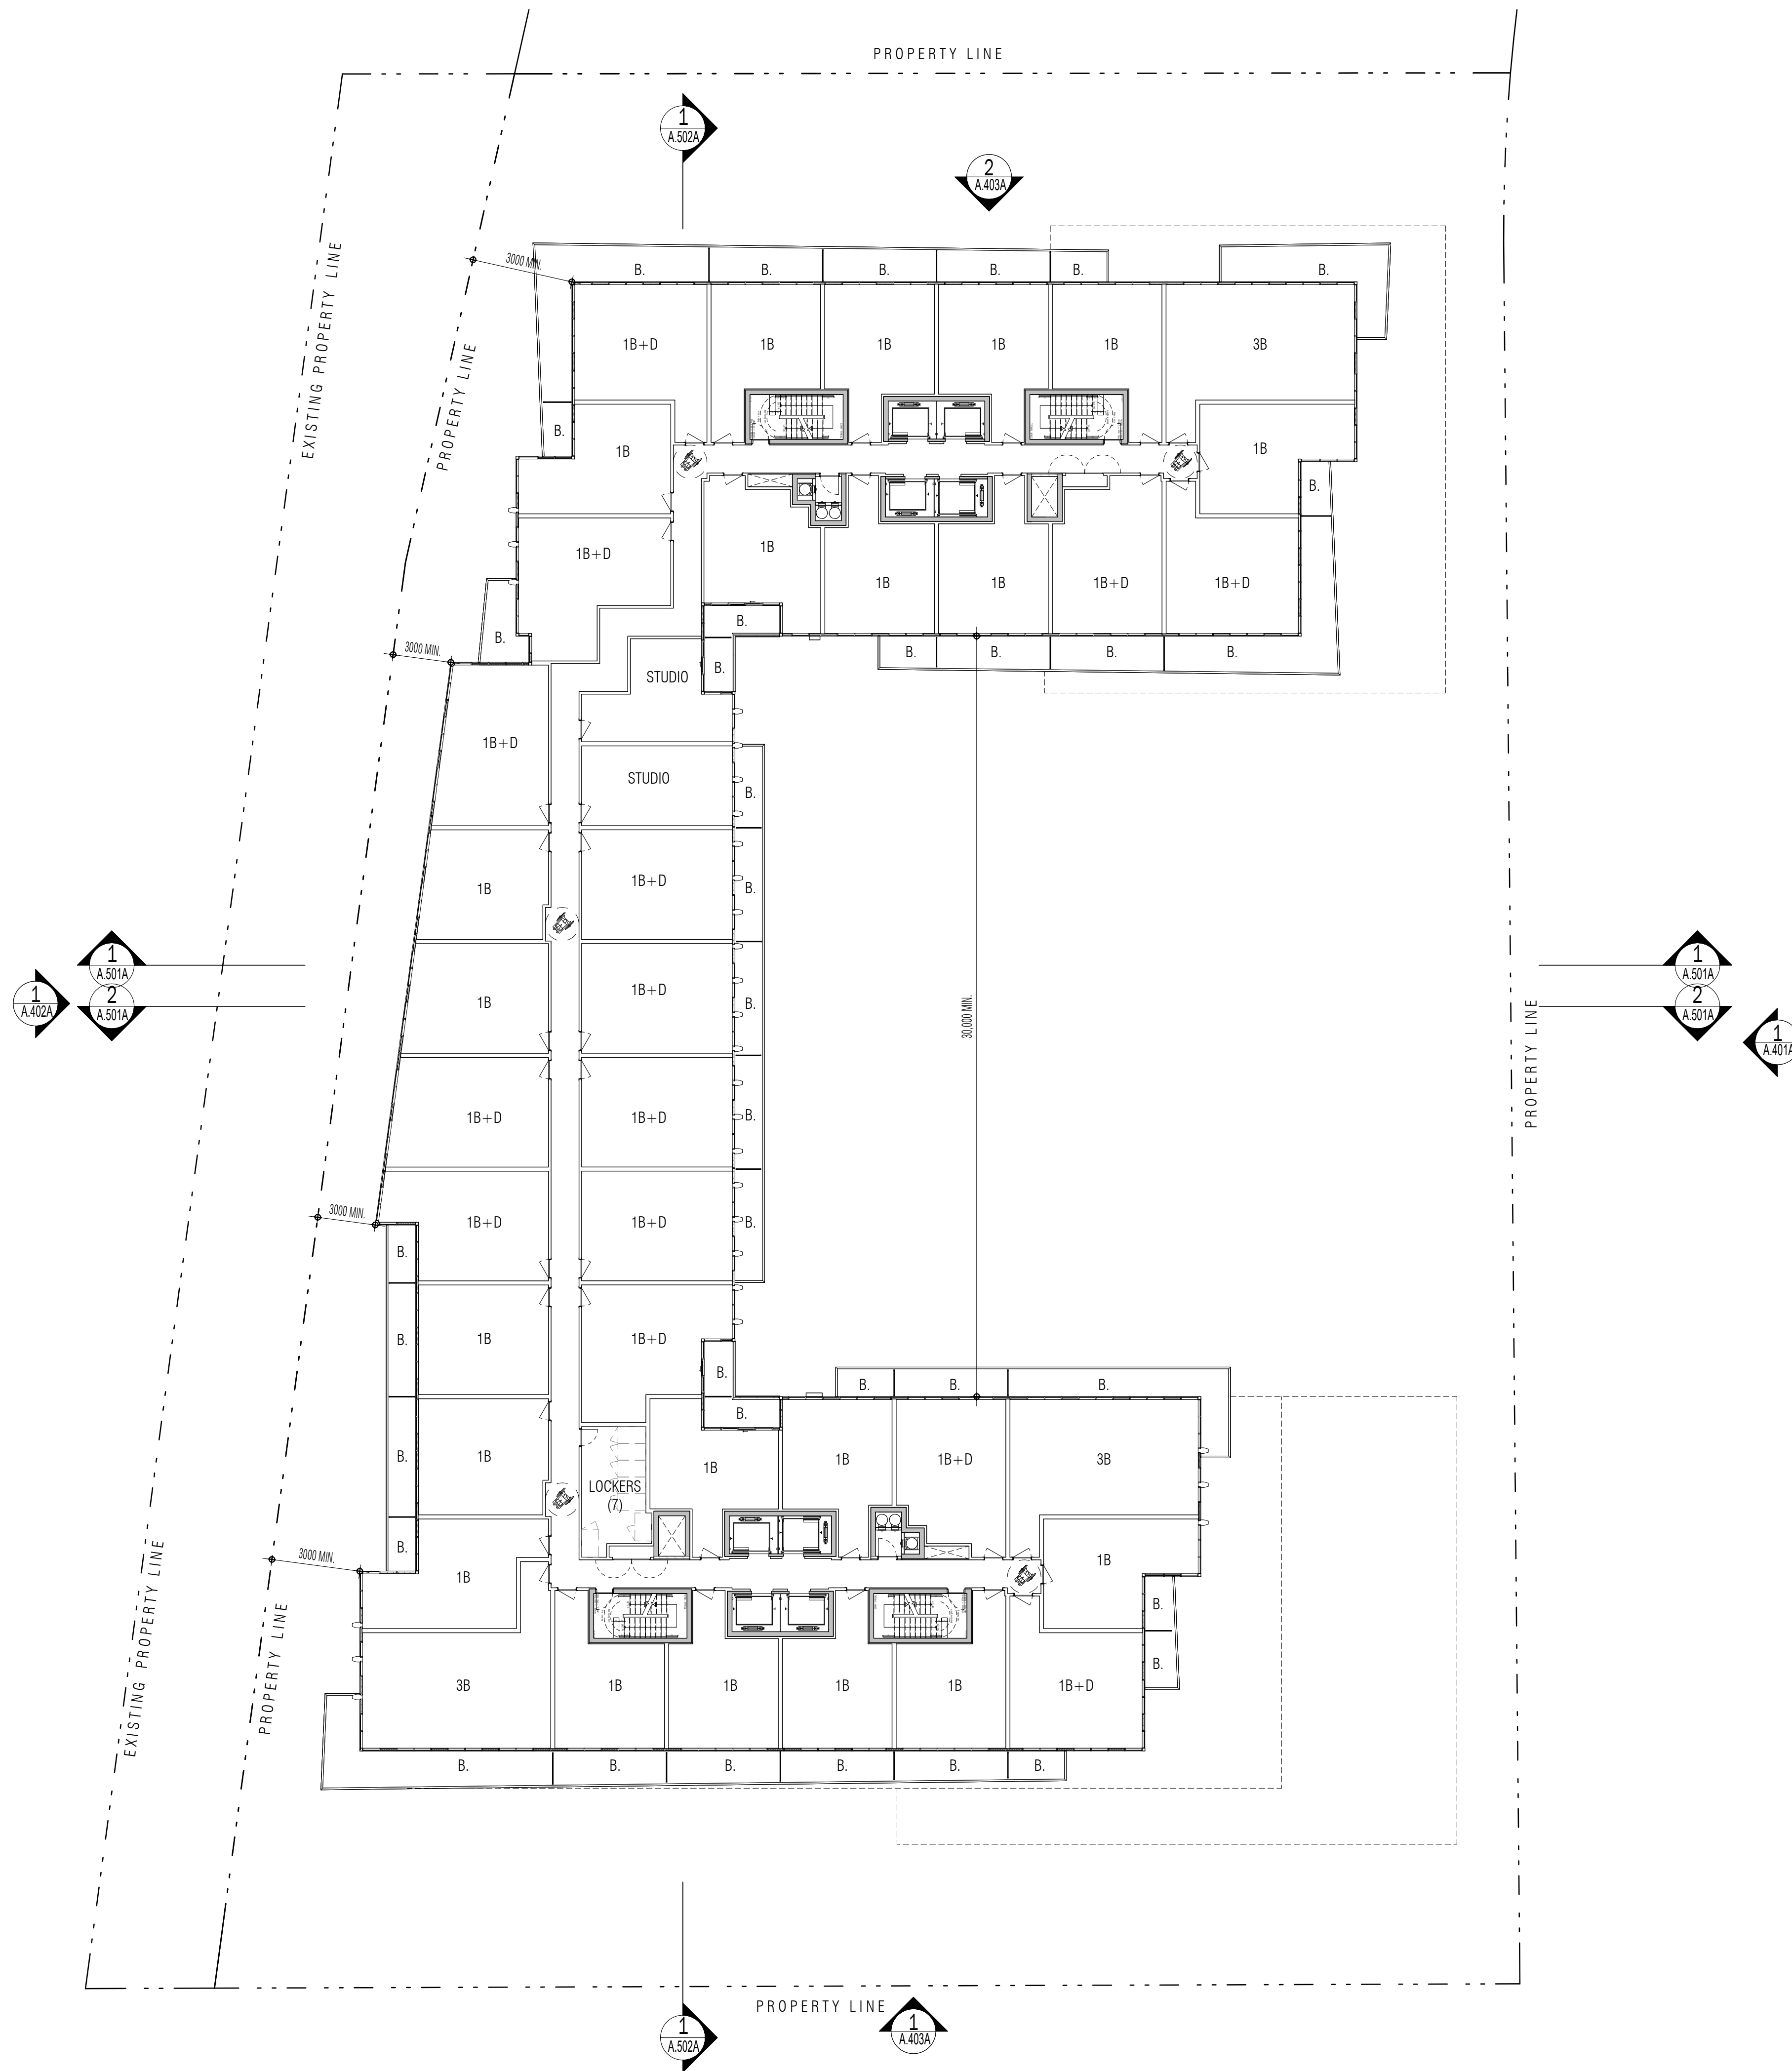 PROPERTY LINE
1
A.502A
2
A.403A
EXISTING PROPERTY LINE
PROPERTY LINE
3000 MIN.
B.
B.
B.
B.
B.
B.
1B+D
1B
1B
1B
1B
3B
B.
1B
1B
B.
1B+D
1B
1B
1B
1B+D
1B+D
B.
B.
B.
B.
B.
B.
3000 MIN.
B.
STUDIO
1B+D
STUDIO
B.
1B
1B+D
B.
1
A.501A
2
A.501A
1
A.402A
1B
1B+D
B.
30,000 MIN.
1
A.501A
2
A.501A
1
A.401A
PROPERTY LINE
1B+D
1B+D
B.
3000 MIN.
1B+D
1B+D
B.
B.
B.
1B
1B+D
B.
B.
B.
B.
B.
B.
1B
LOCKERS
(7)
1B
1B
1B+D
3B
B.
3000 MIN.
1B
1B
B.
B.
3B
1B
1B
1B
1B
1B+D
B.
B.
B.
B.
B.
B.
EXISTING PROPERTY LINE
PROPERTY LINE
PROPERTY LINE
1
A.502A
1
A.403A